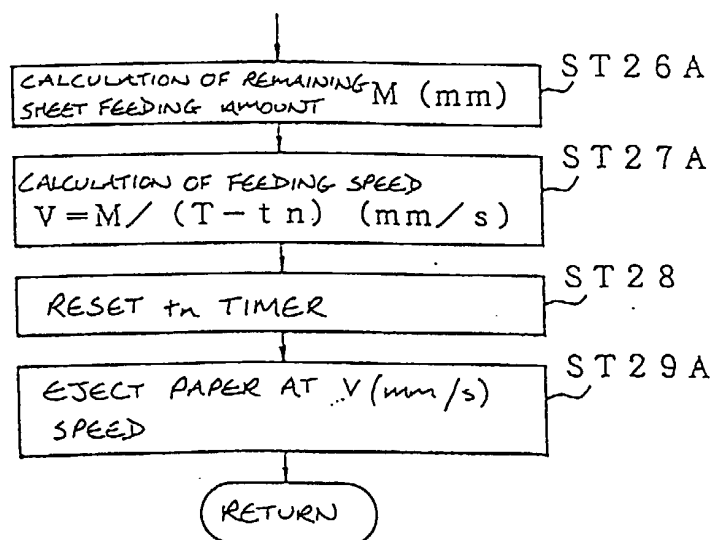 ST26A
CALCULATION OF REMAINING
SHEET FEEDING AMOUNT M (mm)
ST27A
CALCULATION OF FEEDING SPEED
V=M/(T-tn) (mm/s)
ST28
RESET tn TIMER
ST29A
EJECT PAPER AT V(mm/s)
SPEED
RETURN